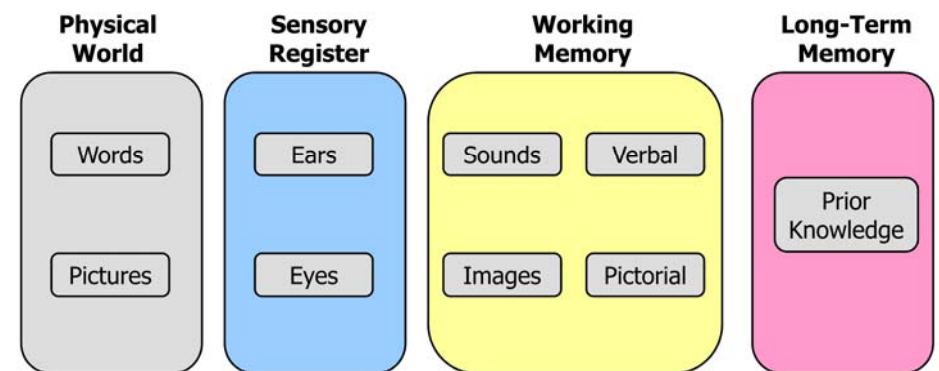 Physical World
Sensory Register
Working Memory
Long-Term Memory
Words
Ears
Sounds
Verbal
Prior Knowledge
Pictures
Eyes
Images
Pictorial